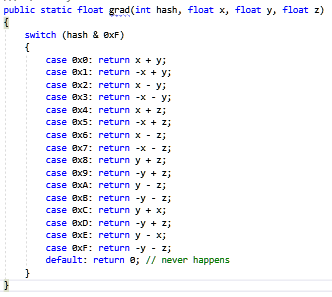 public static float grad(int hash, float x, float y, float z)
{
switch (hash & 0xF)
{
case 0x0: return x + y;
case 0x1: return -x + y;
case 0x2: return x - y;
case 0x3: return -x - y;
case 0x4: return x + z;
case 0x5: return -x + z;
case 0x6: return x - z;
case 0x7: return -x - z;
case 0x8: return y + z;
case 0x9: return -y + z;
case 0xA: return y - z;
case 0xB: return -y - z;
case 0xC: return y + x;
case 0xD: return -y + z;
case 0xE: return y - x;
case 0xF: return -y - z;
default: return 0; // never happens
}
}